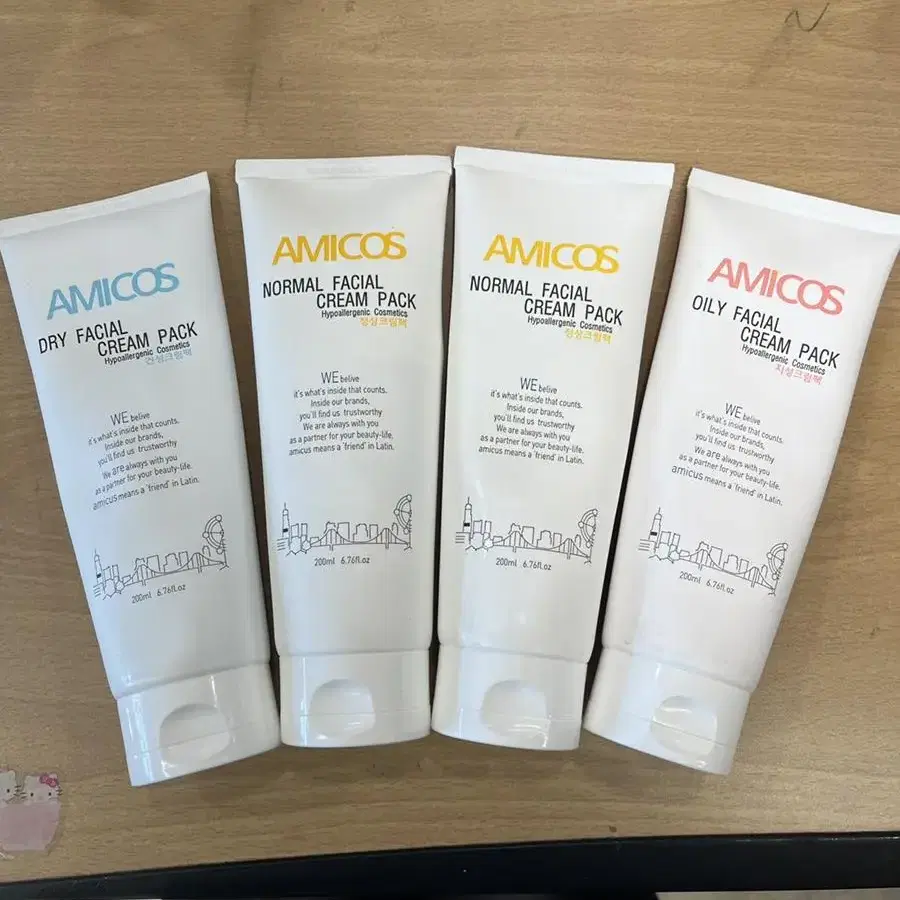 AMICOS
DRY FACIAL
CREAM PACK
Hypoallergenic Cosmetics
건성크림팩
WE belive
it's what's inside that counts.
Inside our brands,
you'll find us trustworthy
We are always with you
as a partner for your beauty-life.
amicus means a 'friend' in Latin.
200ml 6.76fl.oz
AMICOS
NORMAL FACIAL
CREAM PACK
Hypoallergenic Cosmetics
정상크림팩
WE belive
it's what's inside that counts.
Inside our brands,
you'll find us trustworthy
We are always with you
as a partner for your beauty-life.
amicus means a 'friend' in Latin.
200ml 6.76fl.oz
AMICOS
NORMAL FACIAL
CREAM PACK
Hypoallergenic Cosmetics
정상크림팩
WE belive
it's what's inside that counts.
Inside our brands,
you'll find us trustworthy
We are always with you
as a partner for your beauty-life.
amicus means a 'friend' in Latin.
200ml 6.76fl.oz
AMICOS
OILY FACIAL
CREAM PACK
Hypoallergenic Cosmetics
지성크림팩
WE belive
it's what's inside that counts.
Inside our brands,
you'll find us trustworthy
We are always with you
as a partner for your beauty-life.
amicus means a 'friend' in Latin.
200ml 6.76fl.oz